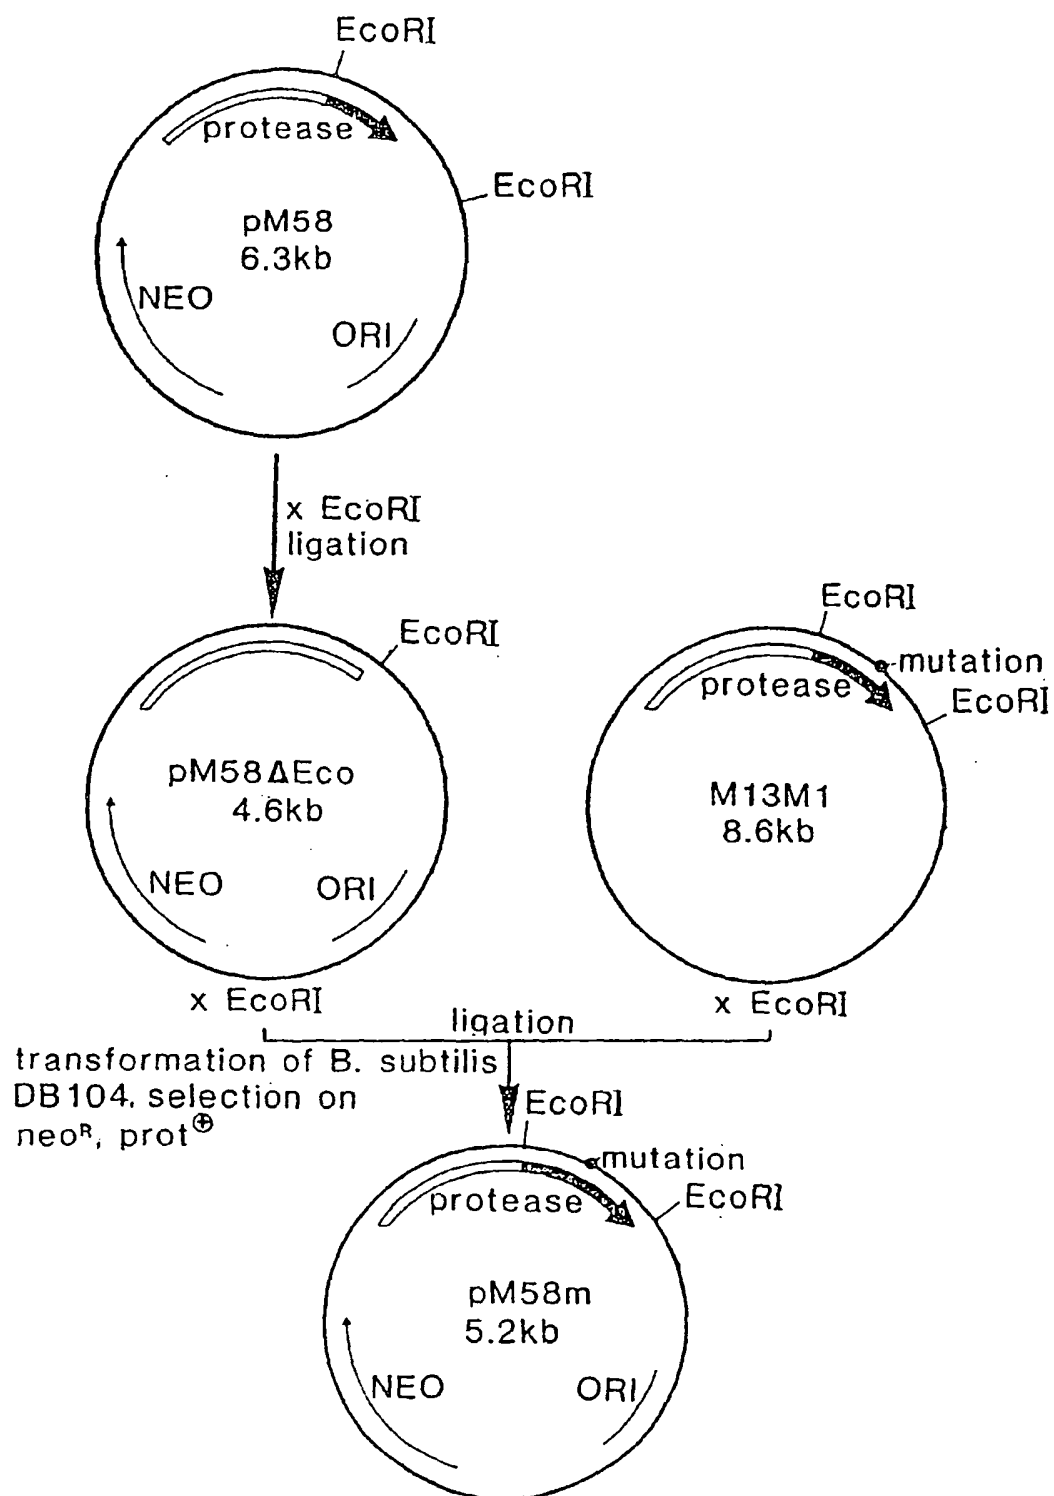 EcoRI
protease
EcoRI
pM58
6.3kb
NEO
ORI
x EcoRI
ligation
EcoRI
pM58ΔEco
4.6kb
NEO
ORI
x EcoRI
EcoRI
mutation
protease
EcoRI
M13M1
8.6kb
x EcoRI
ligation
transformation of B. subtilis
DB104. selection on
neoᴿ, prot⊕
EcoRI
mutation
protease
EcoRI
pM58m
5.2kb
NEO
ORI